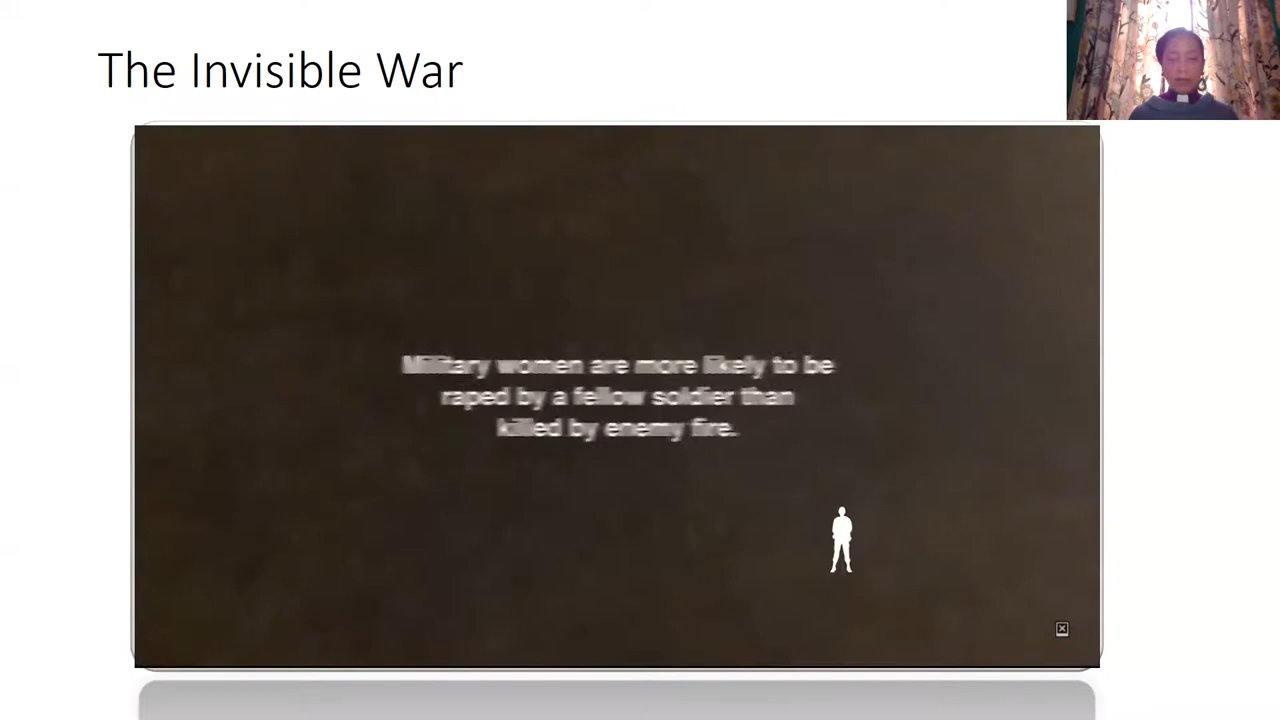 The Invisible War
Military women are more likely to be
raped by a fellow soldier than
killed by enemy fire.